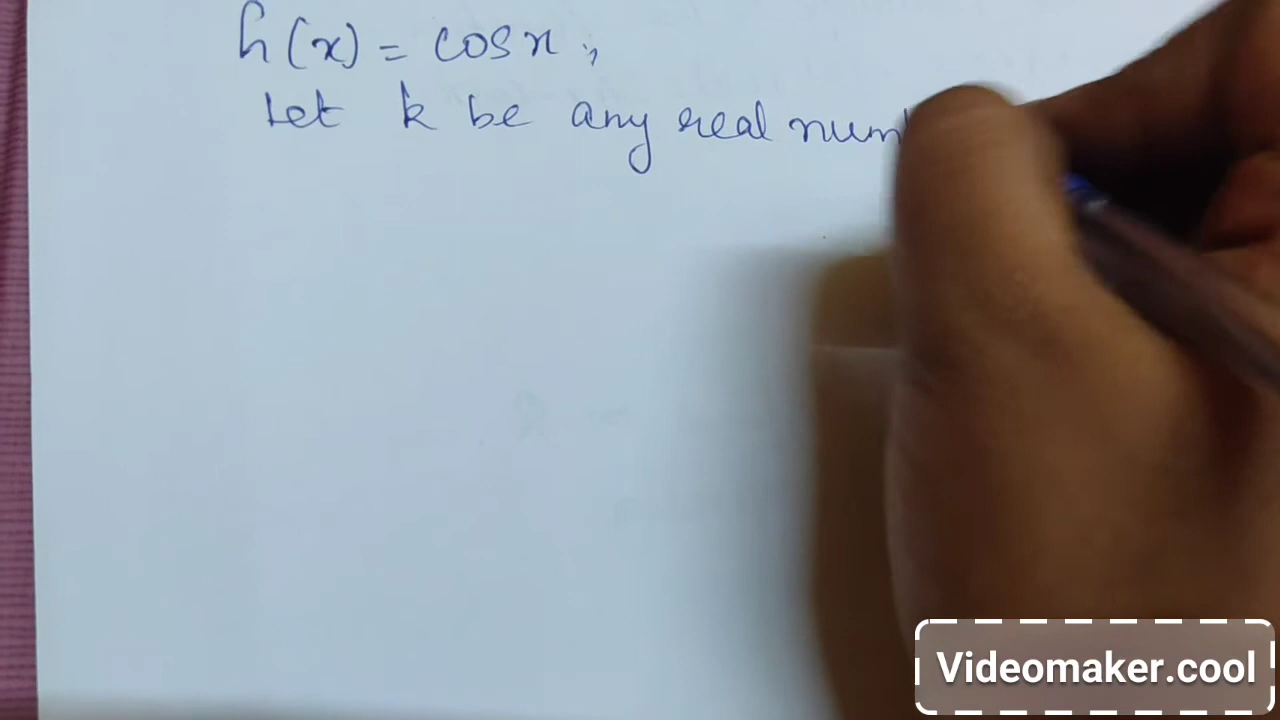 h(x) = cos x,
Let k be any real num
Videomaker.cool